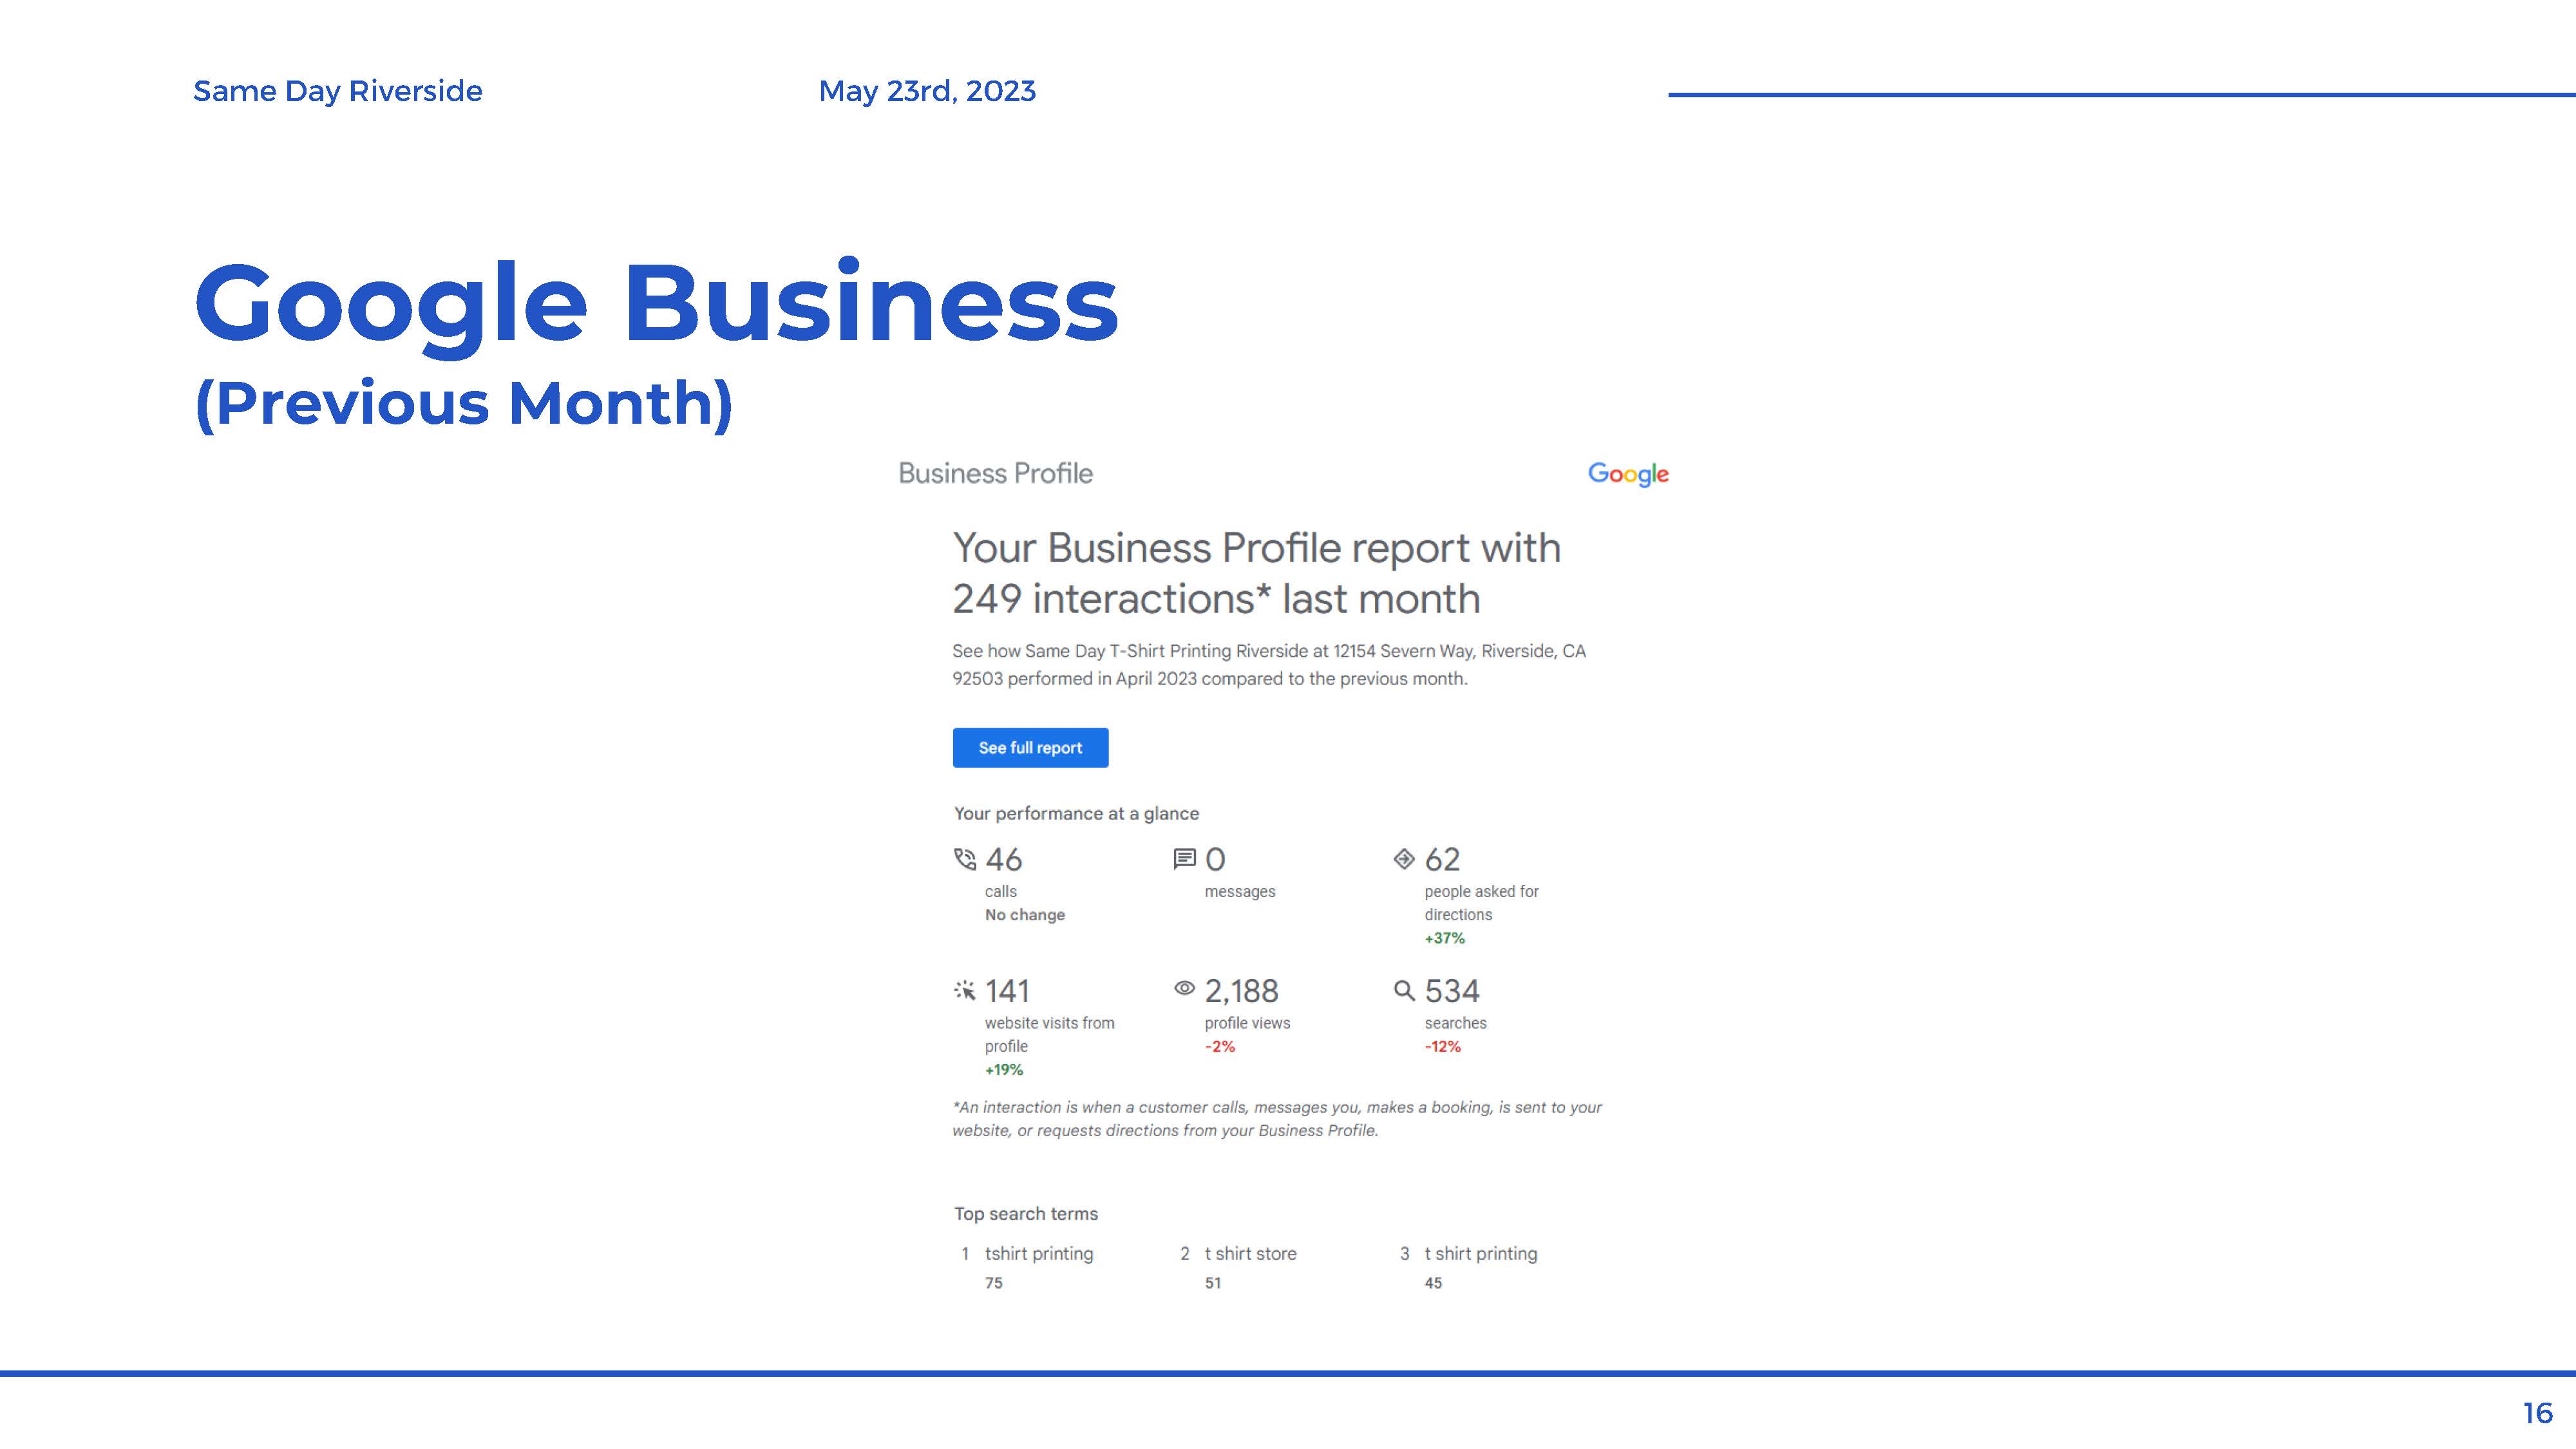 Same Day Riverside
May 23rd, 2023
Google Business
(Previous Month)
Business Profile
Google
Your Business Profile report with
249 interactions* last month
See how Same Day T-Shirt Printing Riverside at 12154 Severn Way, Riverside, CA
92503 performed in April 2023 compared to the previous month.
See full report
Your performance at a glance
46
calls
No change
0
messages
62
people asked for
directions
+37%
141
website visits from
profile
+19%
2,188
profile views
-2%
534
searches
-12%
*An interaction is when a customer calls, messages you, makes a booking, is sent to your
website, or requests directions from your Business Profile.
Top search terms
1 tshirt printing
75
2 t shirt store
51
3 t shirt printing
45
16